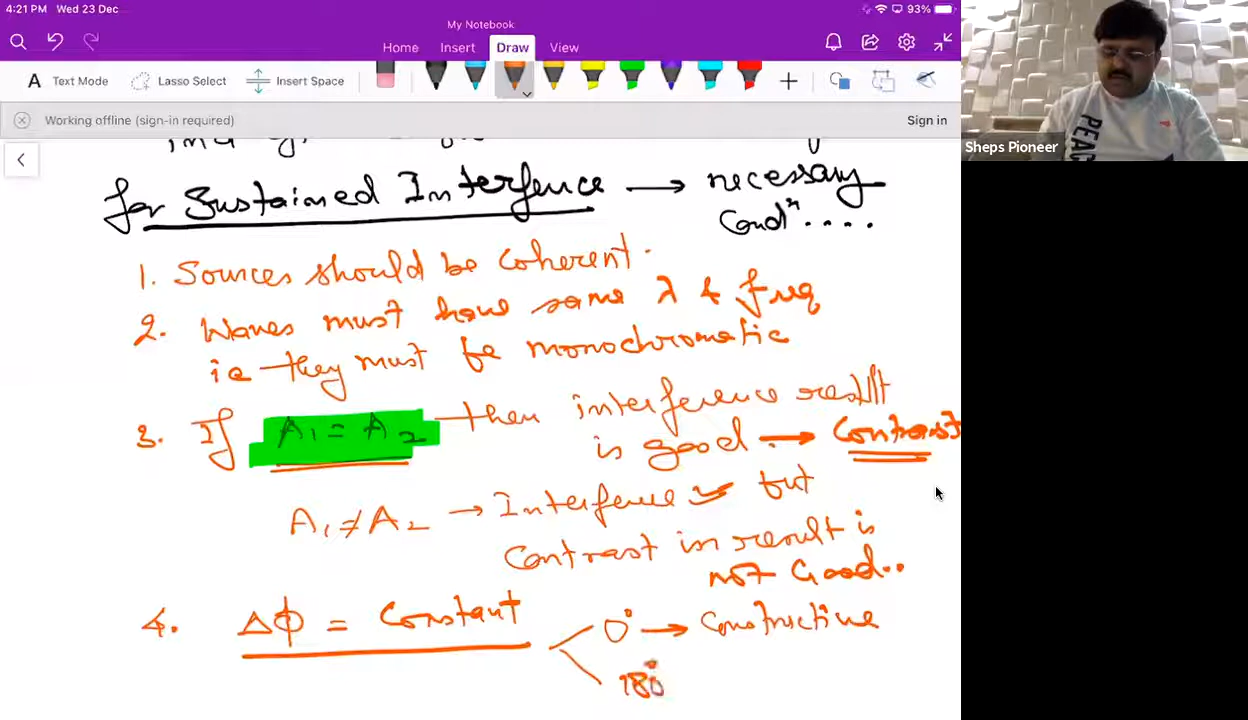 4:21 PM Wed 23 Dec
93%
My Notebook
Home Insert Draw View
A Text Mode Lasso Select Insert Space
Working offline (sign-in required) Sign in
Sheps Pioneer
PEAC
for Sustained Interfence → necessary
Condⁿ....
1. Sources should be Coherent.
2. Waves must have same λ & freq
ie they must be monochromatic
3. If A₁ = A₂ then interference result
is good → Contrast
A₁ ≠ A₂ → Interference ✓ but
Contrast in result is
not Good..
4. Δϕ = Constant
0° → Constructive
180°